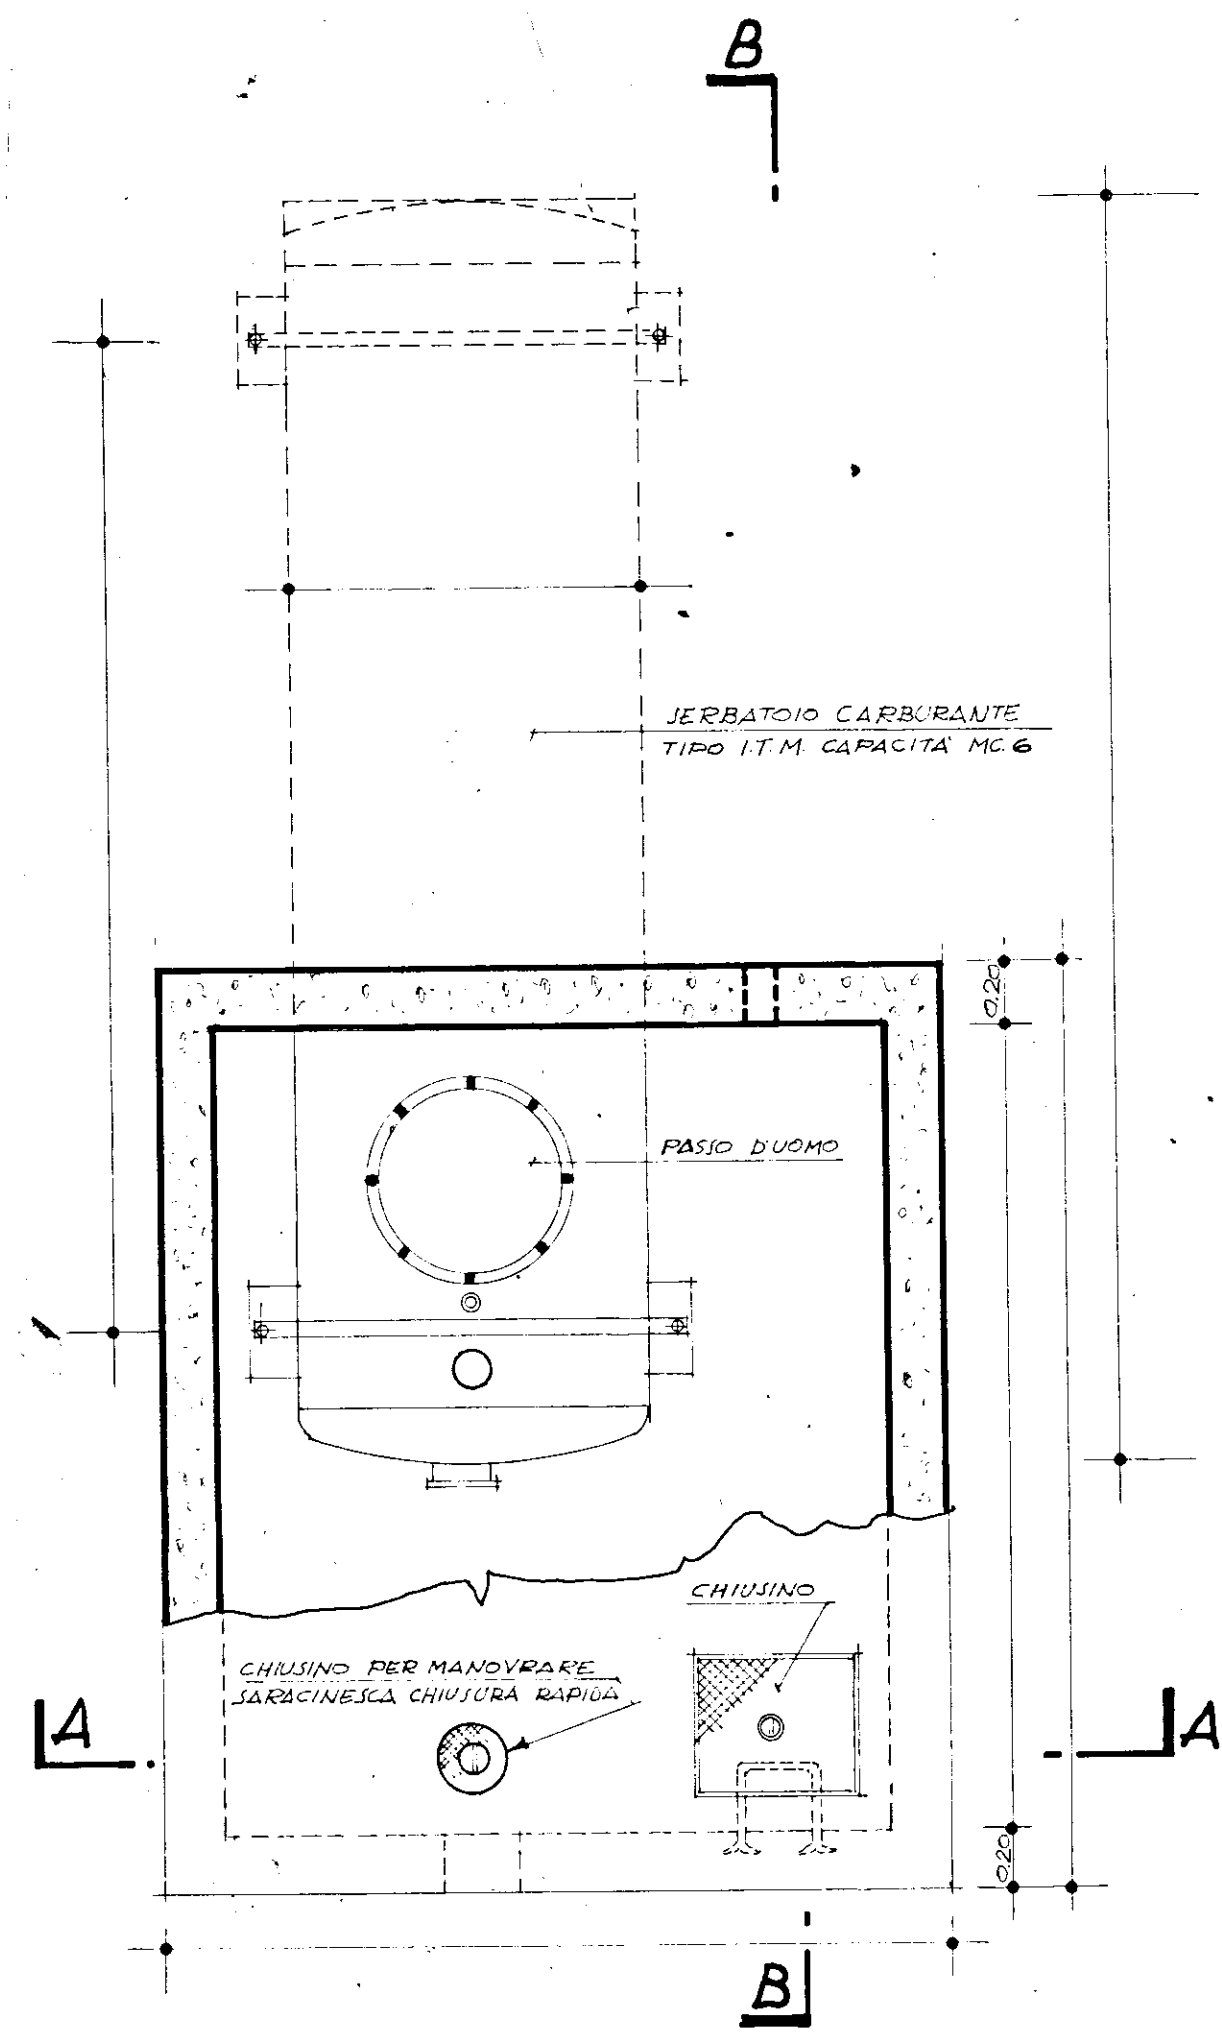 B
SERBATOIO CARBURANTE
TIPO I.T.M. CAPACITA' MC.6
0.20
PASSO D'UOMO
CHIUSINO
CHIUSINO PER MANOVRARE
SARACINESCA CHIUSURA RAPIDA
A
A
0.20
B